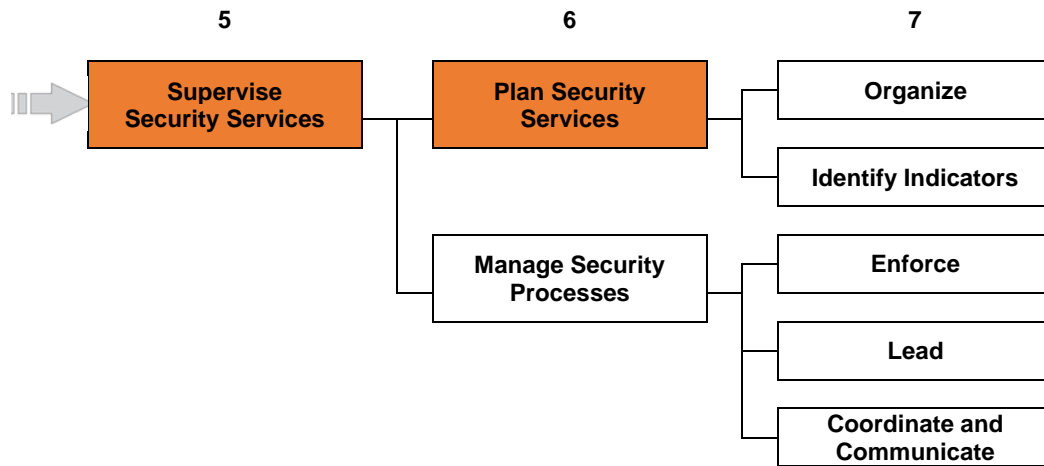 5 6 7
Supervise
Security Services
Plan Security
Services
Organize
Identify Indicators
Manage Security
Processes
Enforce
Lead
Coordinate and
Communicate